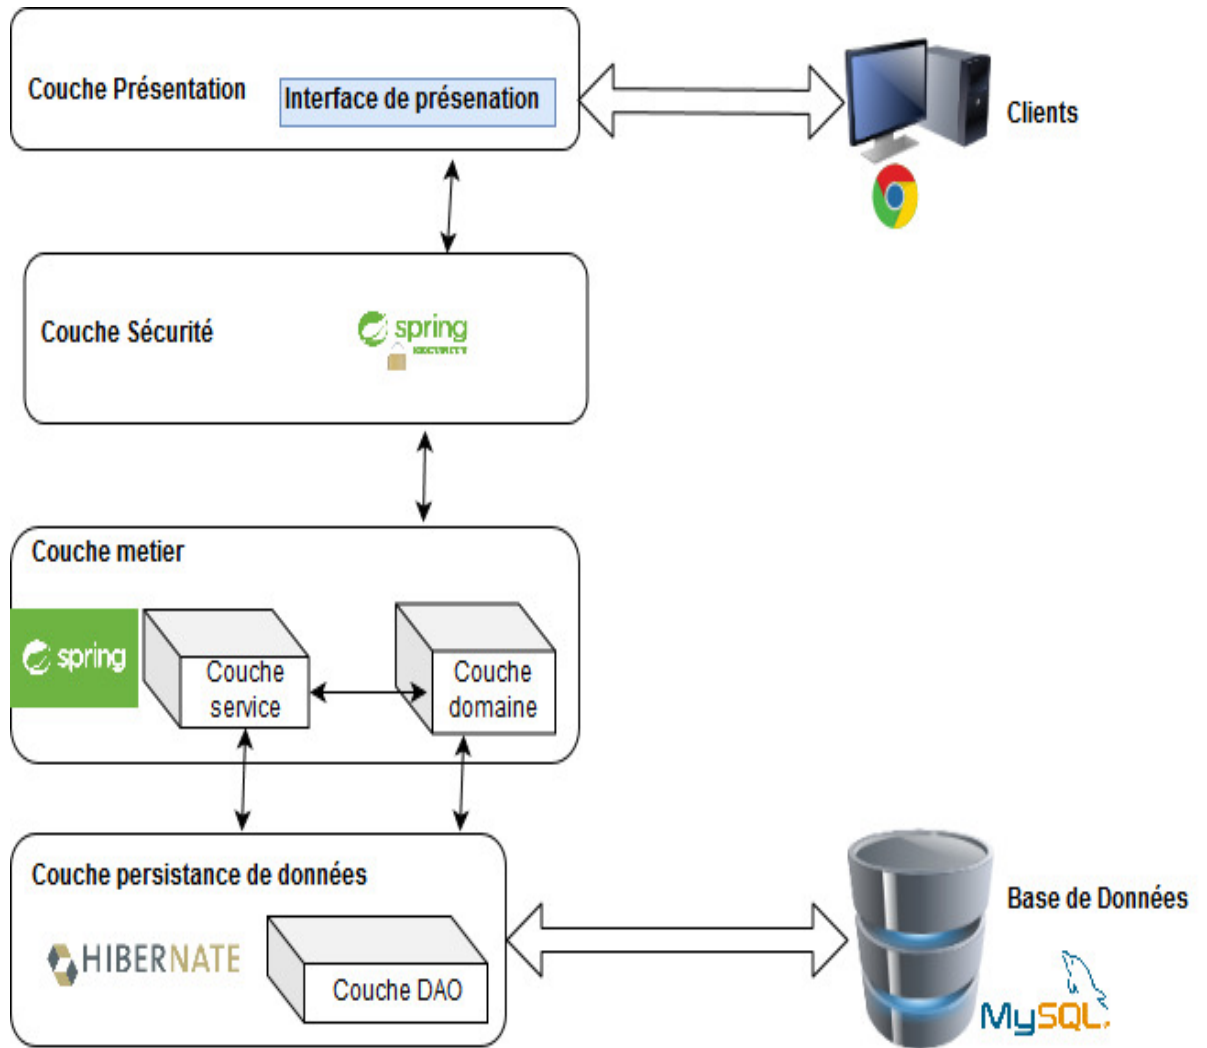 Couche Présentation
Interface de présenation
Clients
Couche Sécurité
spring
SECURITY
Couche metier
spring
Couche
service
Couche
domaine
Couche persistance de données
HIBERNATE
Couche DAO
Base de Données
MySQL